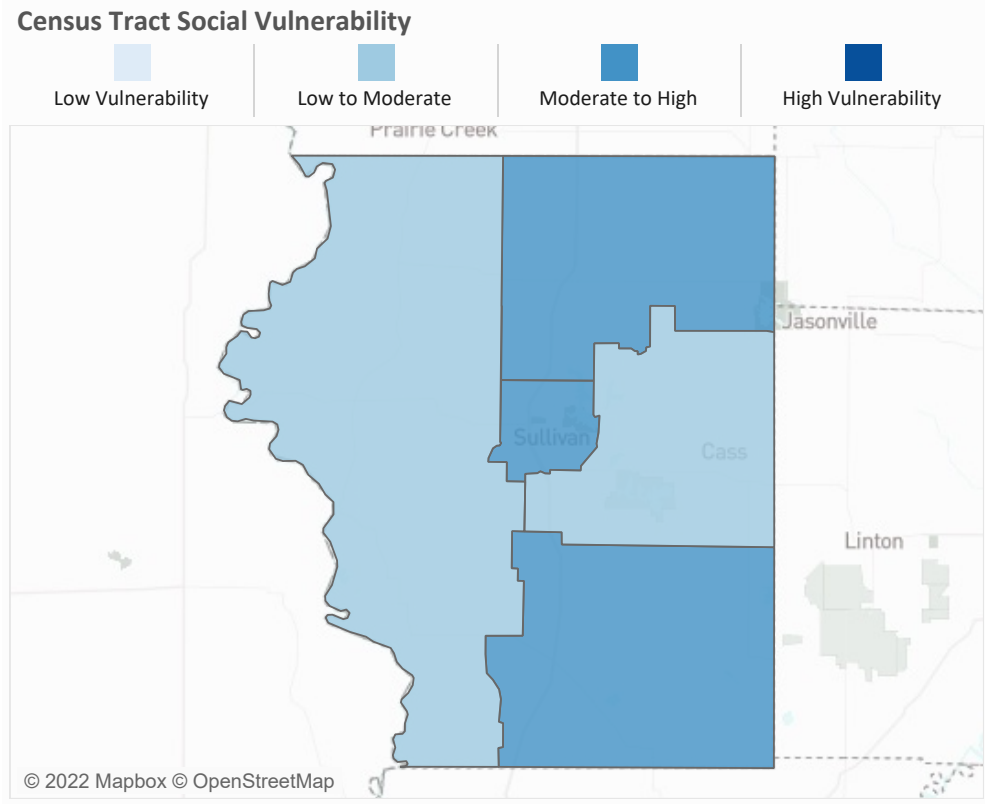 Census Tract Social Vulnerability
Low Vulnerability
Low to Moderate
Moderate to High
High Vulnerability
Prairie Creek
Jasonville
Sullivan
Cass
Linton
© 2022 Mapbox © OpenStreetMap